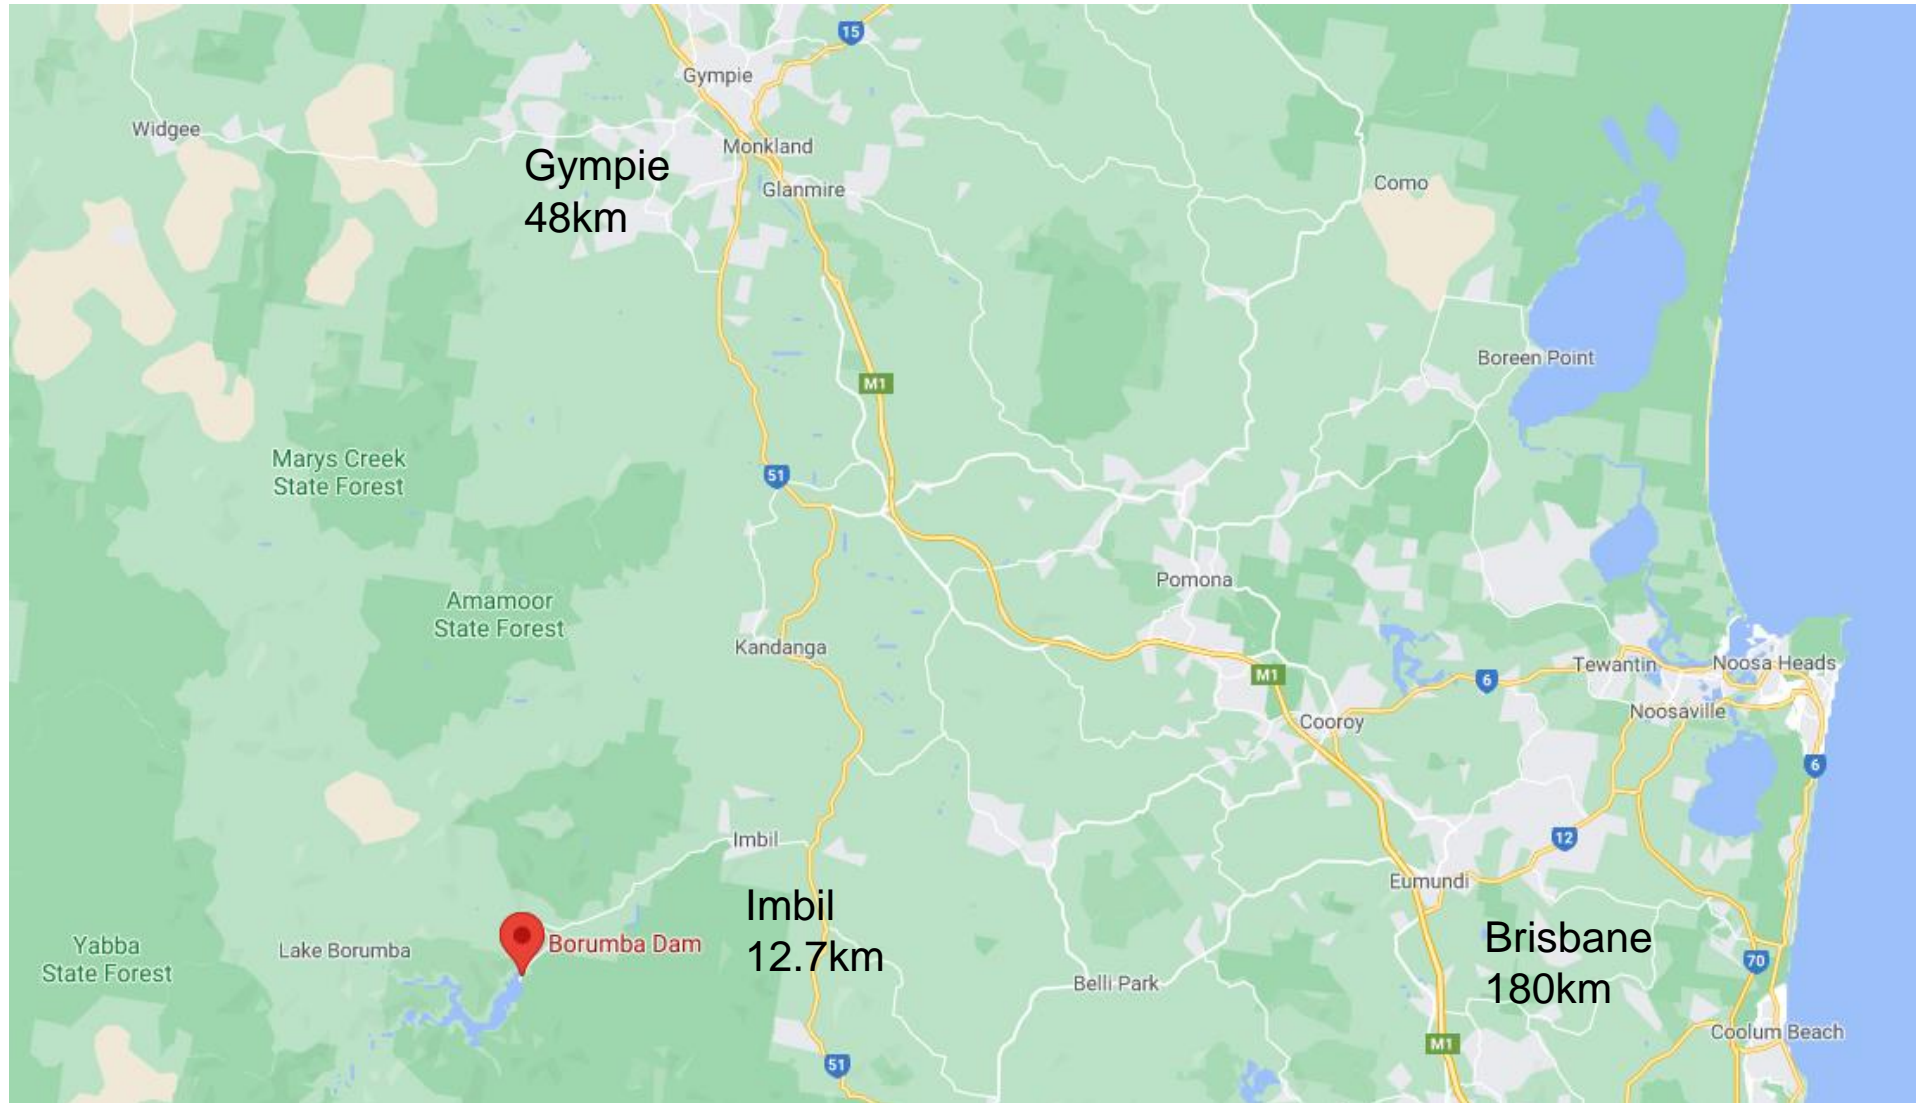 15
Gympie
Widgee
Monkland
Gympie
48km
Glanmire
Como
Boreen Point
M1
Marys Creek
State Forest
51
Pomona
Amamoor
State Forest
Kandanga
Tewantin
Noosa Heads
M1
6
Noosaville
Cooroy
6
Imbil
12
Eumundi
Imbil
12.7km
Brisbane
180km
Yabba
State Forest
Lake Borumba
Borumba Dam
70
Belli Park
Coolum Beach
M1
51